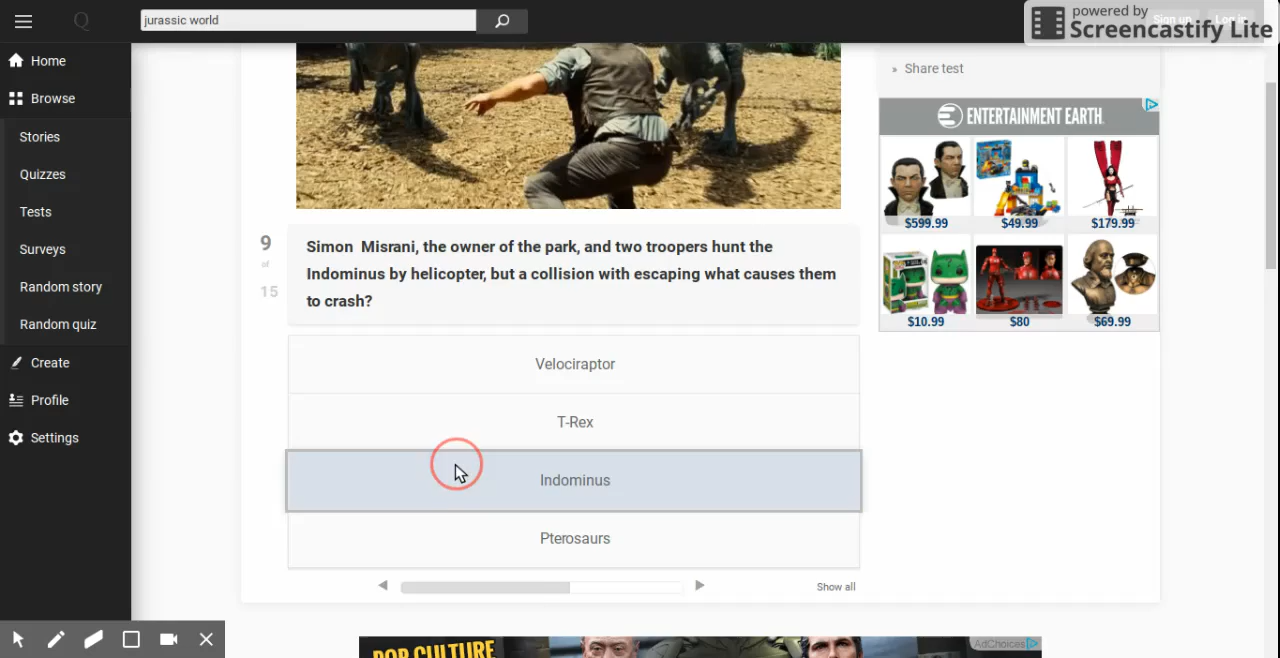 jurassic world
powered by
Screencastify Lite
Sign up
Home
Browse
Stories
Quizzes
Tests
Surveys
Random story
Random quiz
Create
Profile
Settings
9
of
15
Simon Misrani, the owner of the park, and two troopers hunt the
Indominus by helicopter, but a collision with escaping what causes them
to crash?
Velociraptor
T-Rex
Indominus
Pterosaurs
Show all
» Share test
ENTERTAINMENT EARTH
$599.99
$49.99
$179.99
$10.99
$80
$69.99
POP CULTURE
AdChoices